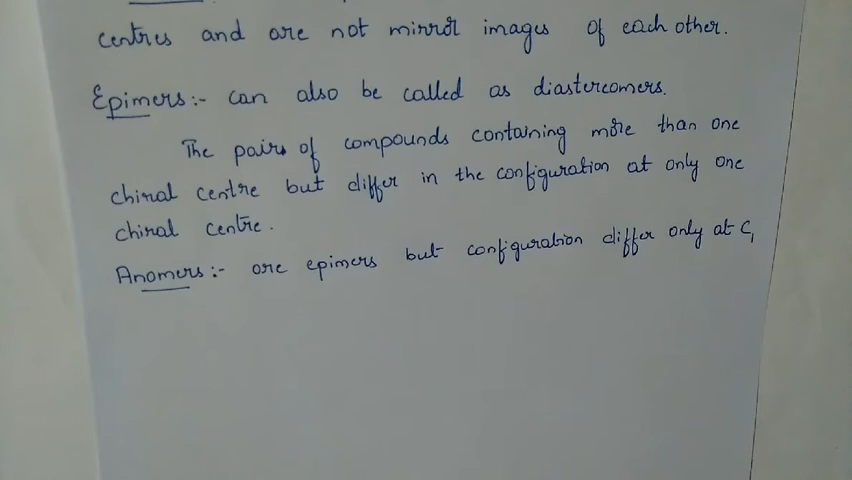 centres and are not mirror images of each other.
Epimers:- can also be called as diastereomers.
The pairs of compounds containing more than one
chiral centre but differ in the configuration at only one
chiral centre.
Anomers:- are epimers but configuration differ only at C₁